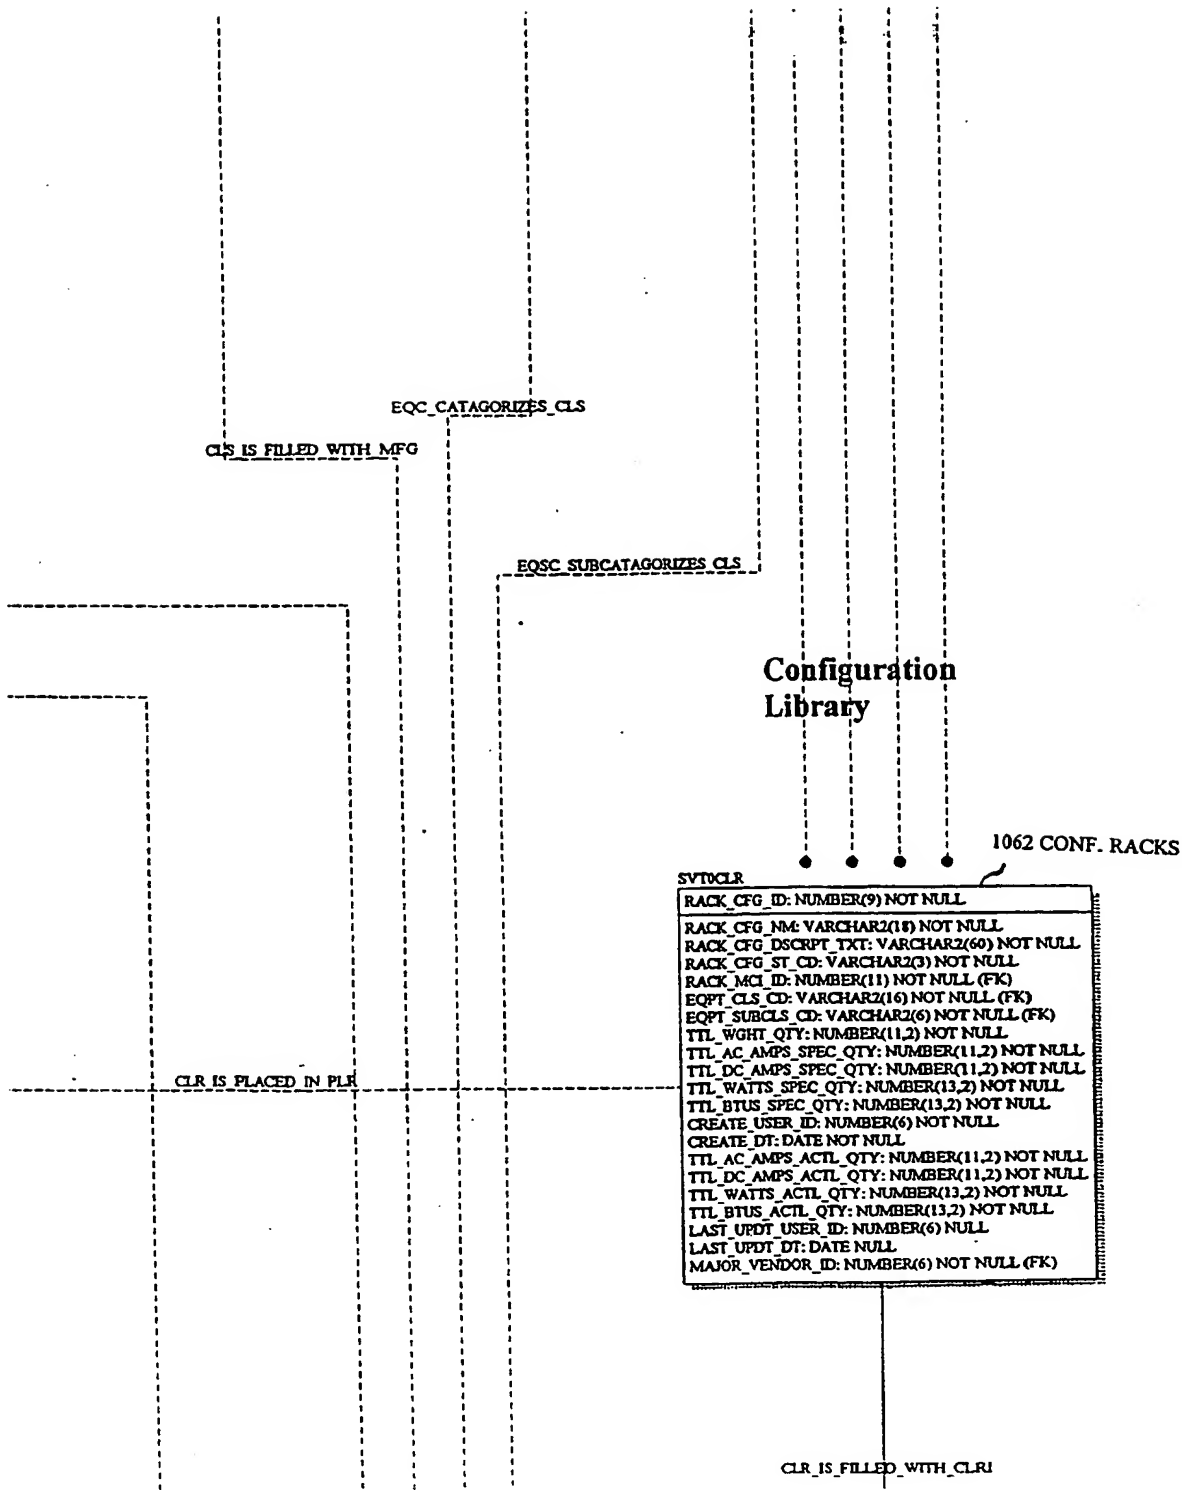 EQC_CATAGORIZES_CLS
CLS_IS_FILLED_WITH_MFG
EQSC_SUBCATAGORIZES_CLS
Configuration
Library
1062 CONF. RACKS
SVT0CLR
RACK_CFG_ID: NUMBER(9) NOT NULL
RACK_CFG_NM: VARCHAR2(18) NOT NULL
RACK_CFG_DSCRPT_TXT: VARCHAR2(60) NOT NULL
RACK_CFG_ST_CD: VARCHAR2(3) NOT NULL
RACK_MCI_ID: NUMBER(11) NOT NULL (FK)
EQPT_CLS_CD: VARCHAR2(16) NOT NULL (FK)
EQPT_SUBCLS_CD: VARCHAR2(6) NOT NULL (FK)
TTL_WGHT_QTY: NUMBER(11,2) NOT NULL
TTL_AC_AMPS_SPEC_QTY: NUMBER(11,2) NOT NULL
TTL_DC_AMPS_SPEC_QTY: NUMBER(11,2) NOT NULL
TTL_WATTS_SPEC_QTY: NUMBER(13,2) NOT NULL
TTL_BTUS_SPEC_QTY: NUMBER(13,2) NOT NULL
CREATE_USER_ID: NUMBER(6) NOT NULL
CREATE_DT: DATE NOT NULL
TTL_AC_AMPS_ACTL_QTY: NUMBER(11,2) NOT NULL
TTL_DC_AMPS_ACTL_QTY: NUMBER(11,2) NOT NULL
TTL_WATTS_ACTL_QTY: NUMBER(13,2) NOT NULL
TTL_BTUS_ACTL_QTY: NUMBER(13,2) NOT NULL
LAST_UPDT_USER_ID: NUMBER(6) NULL
LAST_UPDT_DT: DATE NULL
MAJOR_VENDOR_ID: NUMBER(6) NOT NULL (FK)
CLR_IS_PLACED_IN_PLR
CLR_IS_FILLED_WITH_CLRI